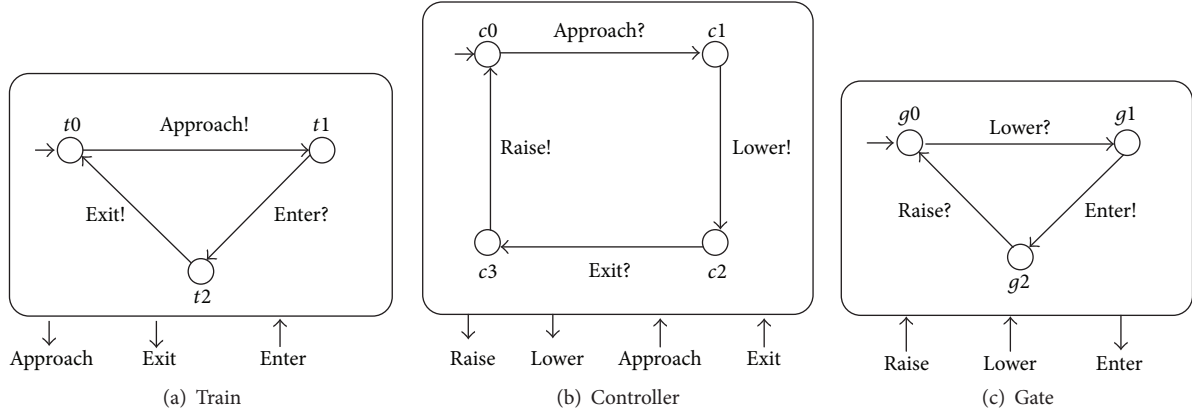 t0
Approach!
t1
Exit!
Enter?
t2
Approach
Exit
Enter
(a) Train
c0
Approach?
c1
Raise!
Lower!
c3
Exit?
c2
Raise
Lower
Approach
Exit
(b) Controller
g0
Lower?
g1
Raise?
Enter!
g2
Raise
Lower
Enter
(c) Gate